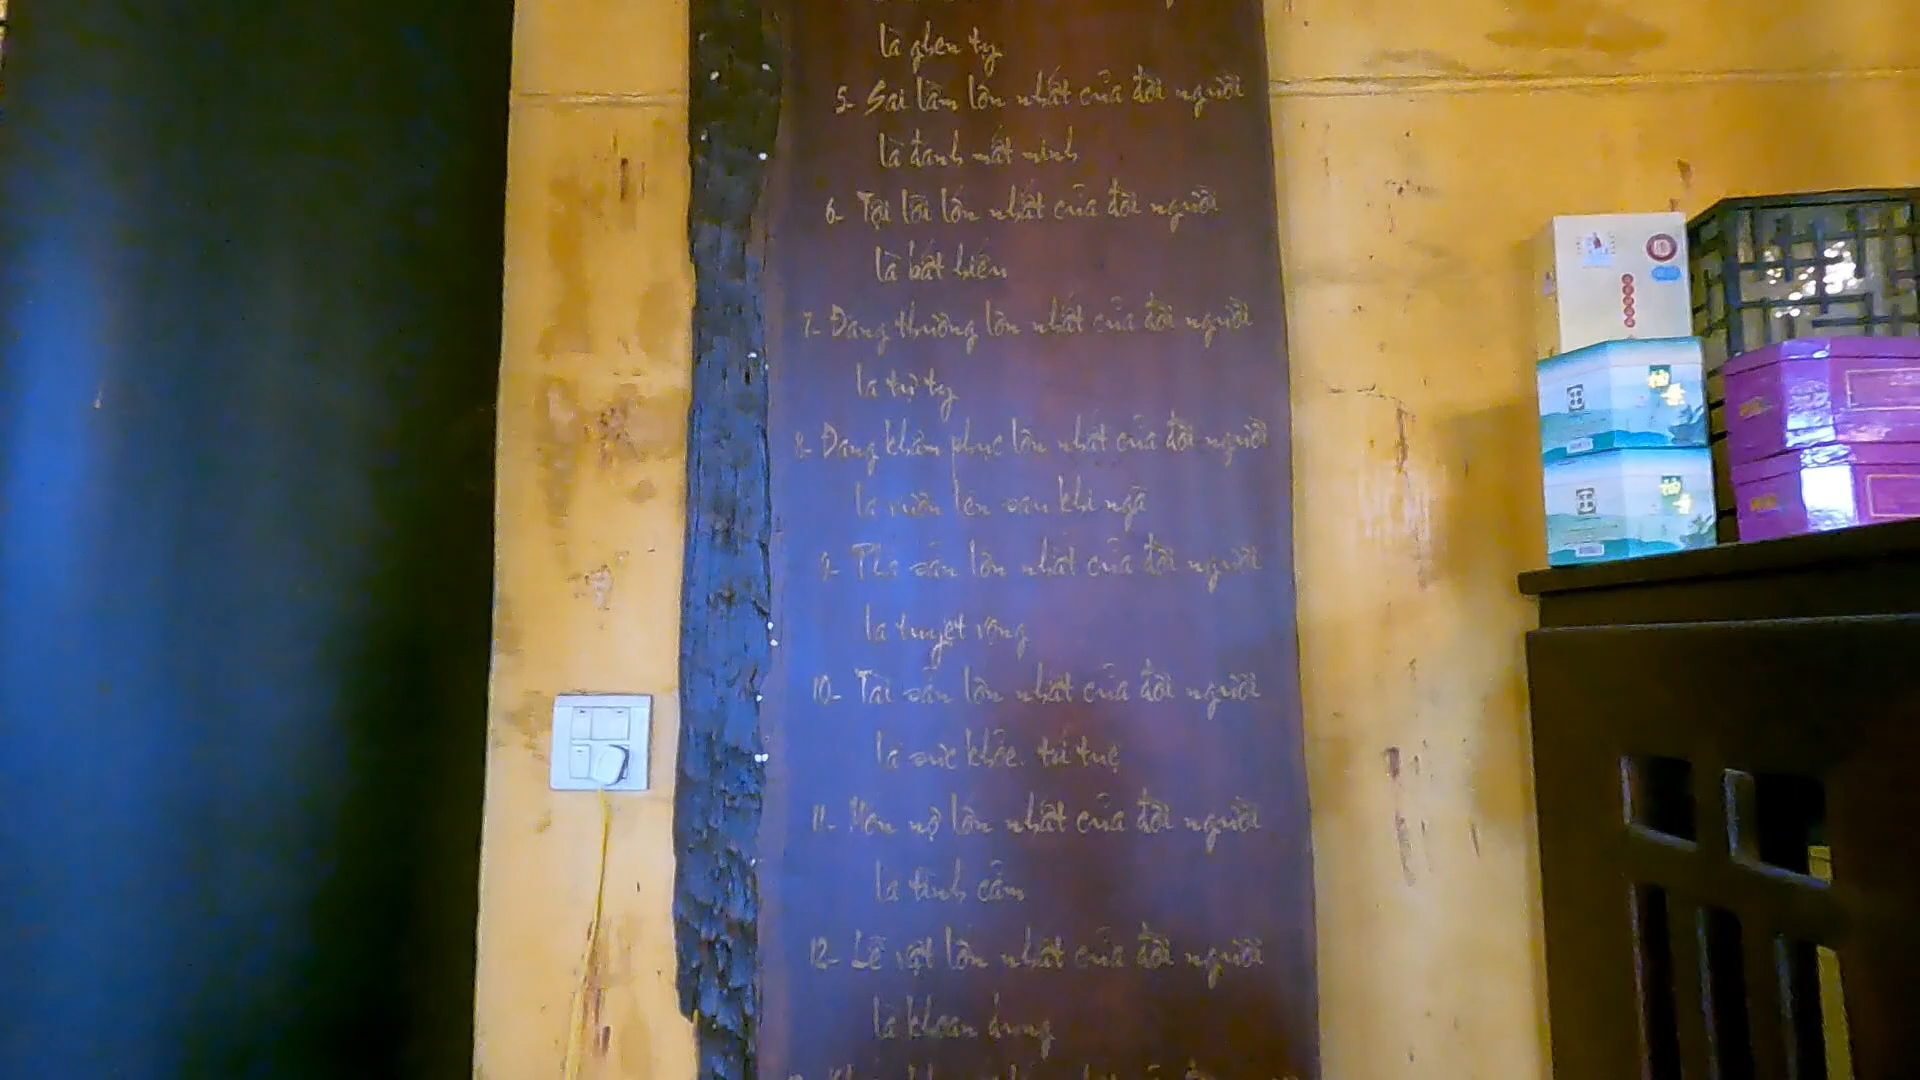 là ghen tỵ
5- Sai lầm lớn nhất của đời người
là đánh mất mình
6- Tội lỗi lớn nhất của đời người
là bất hiếu
7- Đáng thương lớn nhất của đời người
là tự ty
8- Đáng khâm phục lớn nhất của đời người
là vươn lên sau khi ngã
9- Phá sản lớn nhất của đời người
là tuyệt vọng
10- Tài sản lớn nhất của đời người
là sức khỏe. trí tuệ
11- Món nợ lớn nhất của đời người
là tình cảm
12- Lễ vật lớn nhất của đời người
là khoan dung